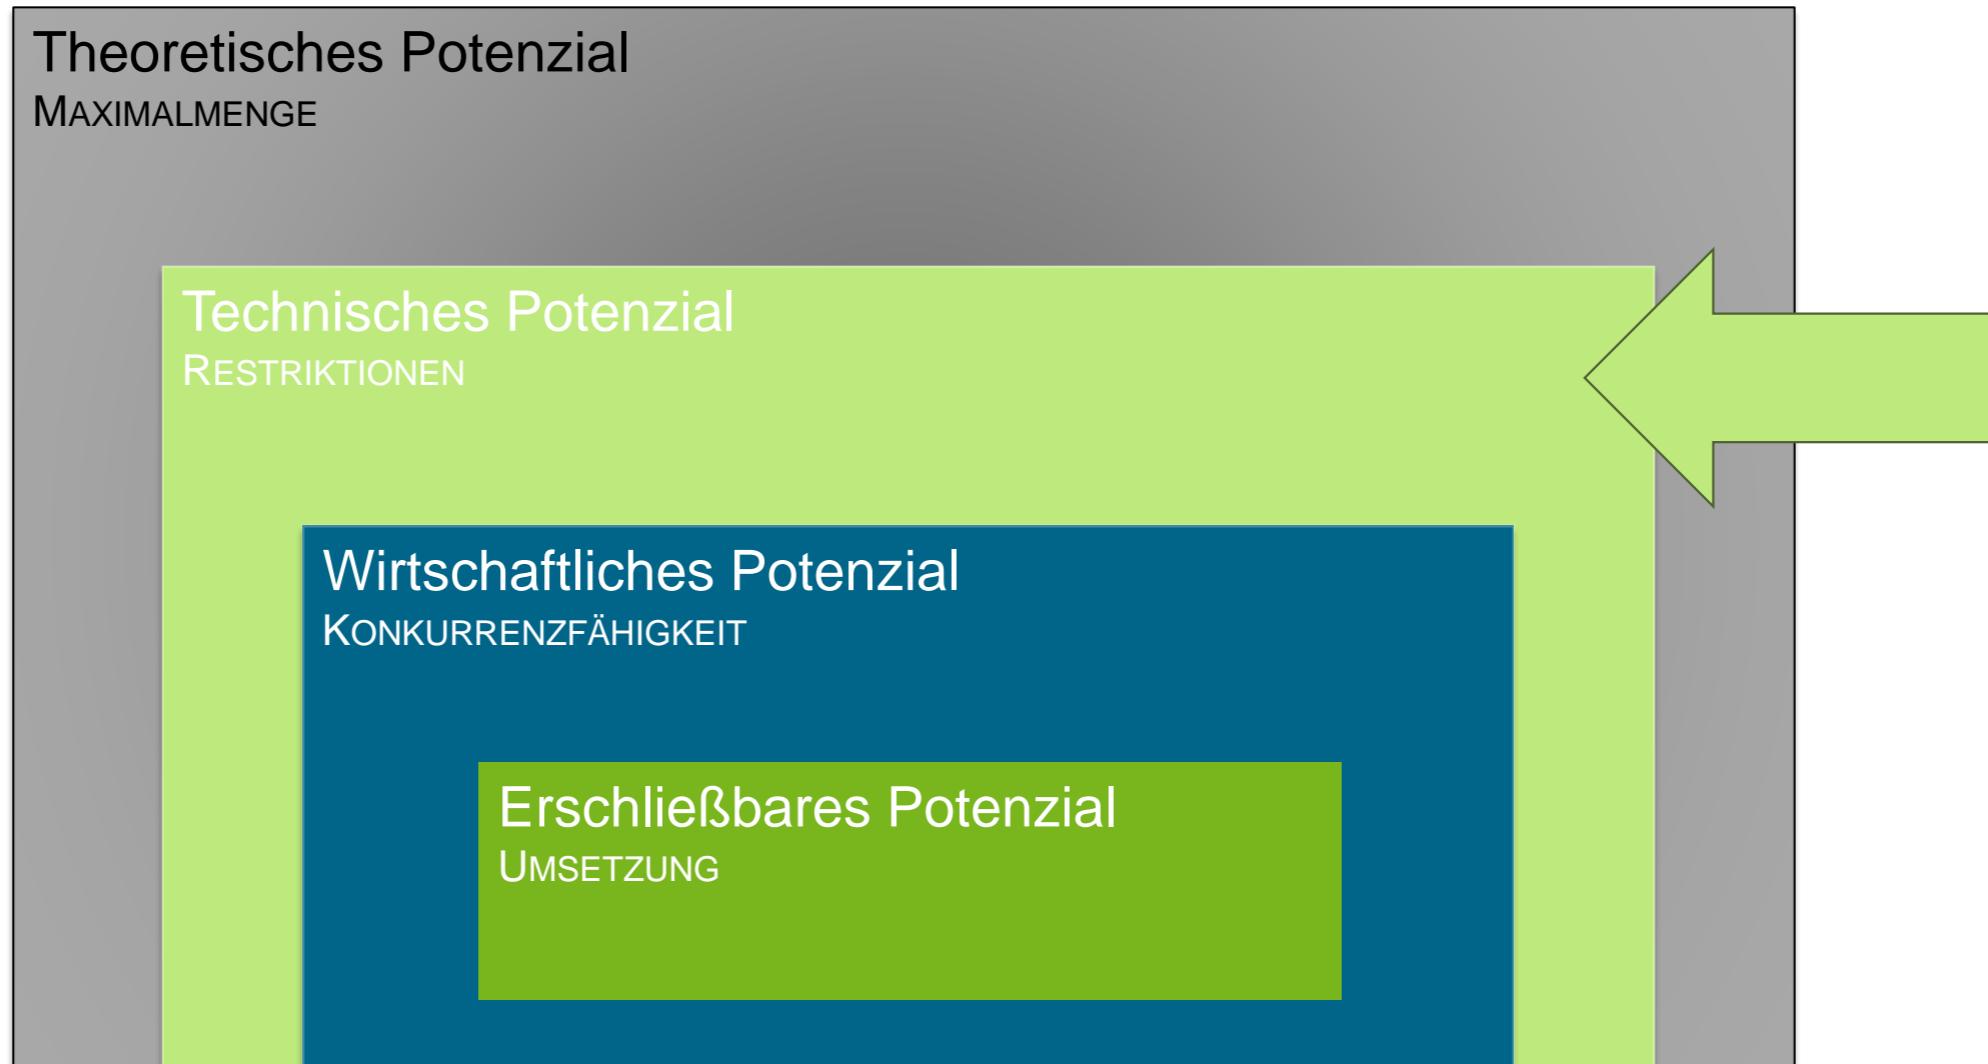 Theoretisches Potenzial
MAXIMALMENGE
Technisches Potenzial
RESTRIKTIONEN
Wirtschaftliches Potenzial
KONKURRENZFÄHIGKEIT
Erschließbares Potenzial
UMSETZUNG